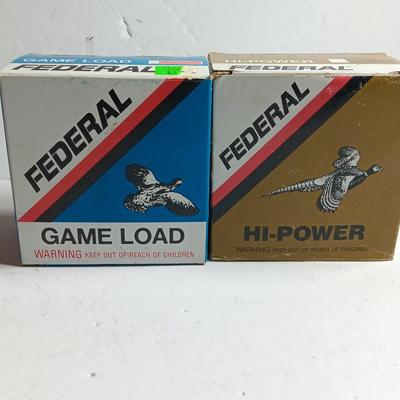 GAME LOAD
FEDERAL
FEDERAL
GAME LOAD
WARNING KEEP OUT OF REACH OF CHILDREN
HI-POWER
FEDERAL
FEDERAL
HI-POWER
WARNING KEEP OUT OF REACH OF CHILDREN